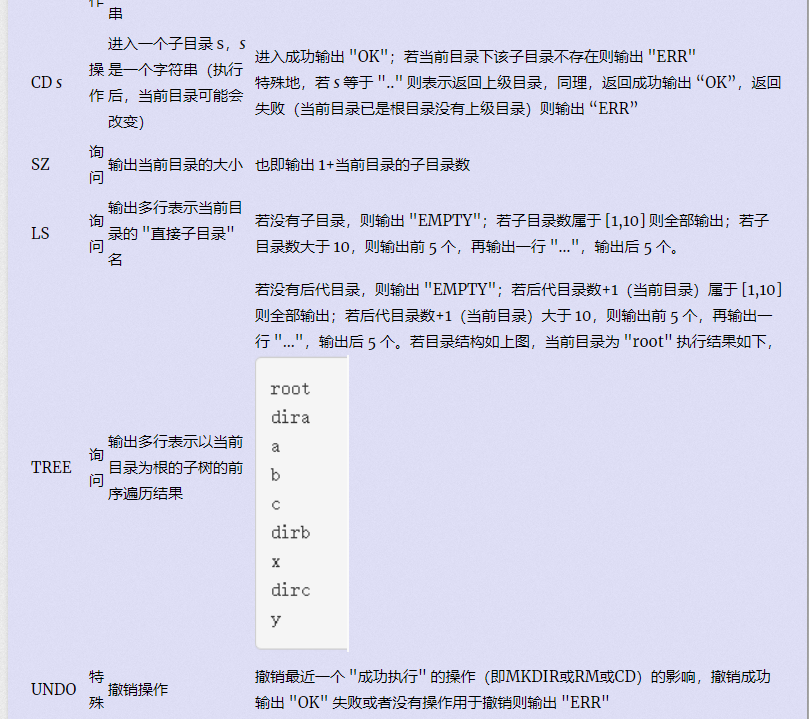 作
串
CD s
操
作
进入一个子目录 s，s
是一个字符串（执行
后，当前目录可能会
改变）
进入成功输出 "OK"；若当前目录下该子目录不存在则输出 "ERR"
特殊地，若 s 等于 ".." 则表示返回上级目录，同理，返回成功输出 “OK”，返回
失败（当前目录已是根目录没有上级目录）则输出 “ERR”
SZ
询
问
输出当前目录的大小
也即输出 1+当前目录的子目录数
LS
询
问
输出多行表示当前目
录的 "直接子目录"
名
若没有子目录，则输出 "EMPTY"；若子目录数属于 [1,10] 则全部输出；若子
目录数大于 10，则输出前 5 个，再输出一行 "..."，输出后 5 个。
TREE
询
问
输出多行表示以当前
目录为根的子树的前
序遍历结果
若没有后代目录，则输出 "EMPTY"；若后代目录数+1（当前目录）属于 [1,10]
则全部输出；若后代目录数+1（当前目录）大于 10，则输出前 5 个，再输出一
行 "..."，输出后 5 个。若目录结构如上图，当前目录为 "root" 执行结果如下，
root
dira
a
b
c
dirb
x
dirc
y
UNDO
特
殊
撤销操作
撤销最近一个 "成功执行" 的操作（即MKDIR或RM或CD）的影响，撤销成功
输出 "OK" 失败或者没有操作用于撤销则输出 "ERR"